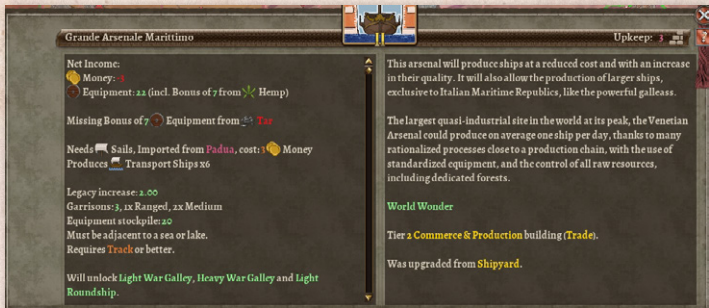 Grande Arsenale Marittimo
Upkeep: 3
Net Income:
Money: -3
Equipment: 22 (incl. Bonus of 7 from Hemp)
Missing Bonus of 7 Equipment from Tar
Needs Sails, Imported from Padua, cost: 3 Money
Produces Transport Ships x6
Legacy increase: 2.00
Garrisons: 3, 1x Ranged, 2x Medium
Equipment stockpile: 20
Must be adjacent to a sea or lake.
Requires Track or better.
Will unlock Light War Galley, Heavy War Galley and Light
Roundship.
This arsenal will produce ships at a reduced cost and with an increase
in their quality. It will also allow the production of larger ships,
exclusive to Italian Maritime Republics, like the powerful galleass.
The largest quasi-industrial site in the world at its peak, the Venetian
Arsenal could produce on average one ship per day, thanks to many
rationalized processes close to a production chain, with the use of
standardized equipment, and the control of all raw resources,
including dedicated forests.
World Wonder
Tier 2 Commerce & Production building (Trade).
Was upgraded from Shipyard.
?